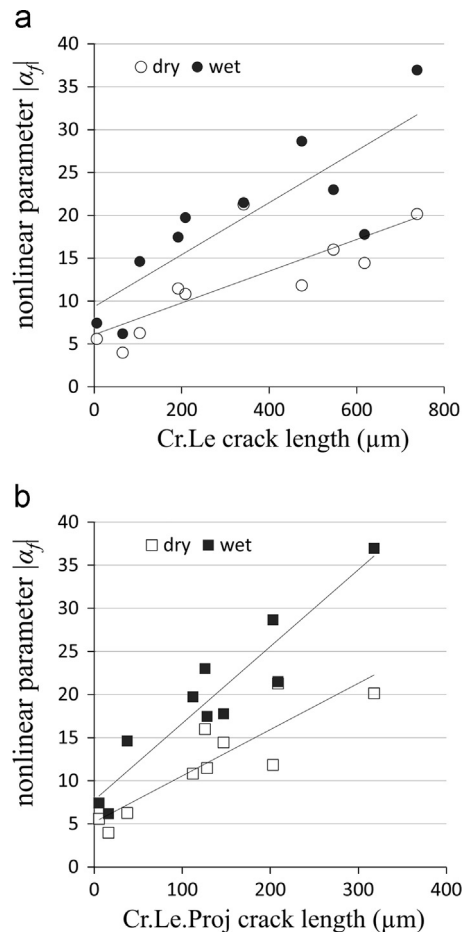 a
40
35
30
25
20
15
10
5
0
nonlinear parameter |αf|
dry wet
0 200 400 600 800
Cr.Le crack length (µm)
b
40
35
30
25
20
15
10
5
0
nonlinear parameter |αf|
dry wet
0 100 200 300 400
Cr.Le.Proj crack length (µm)